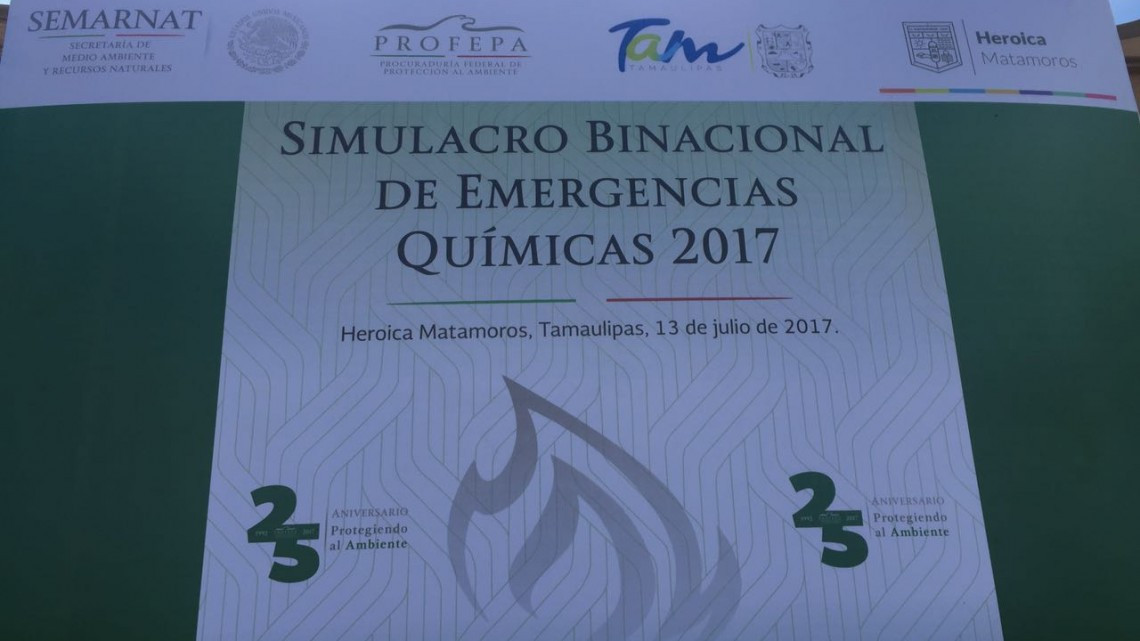 SEMARNAT
SECRETARÍA DE
MEDIO AMBIENTE
Y RECURSOS NATURALES
PROFEPA
PROCURADURÍA FEDERAL DE
PROTECCIÓN AL AMBIENTE
Tam
TAMAULIPAS
Heroica
Matamoros
SIMULACRO BINACIONAL
DE EMERGENCIAS
QUÍMICAS 2017
Heroica Matamoros, Tamaulipas, 13 de julio de 2017.
25
ANIVERSARIO
Protegiendo
al Ambiente
25
ANIVERSARIO
Protegiendo
al Ambiente